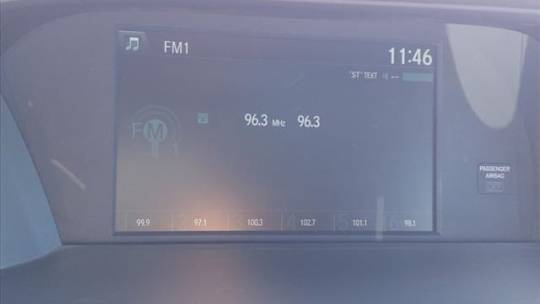 FM1
11:46
"ST" TEXT
FM
96.3 MHz 96.3
PASSENGER
AIRBAG
OFF
99.9 97.1 100.3 102.7 101.1 98.1